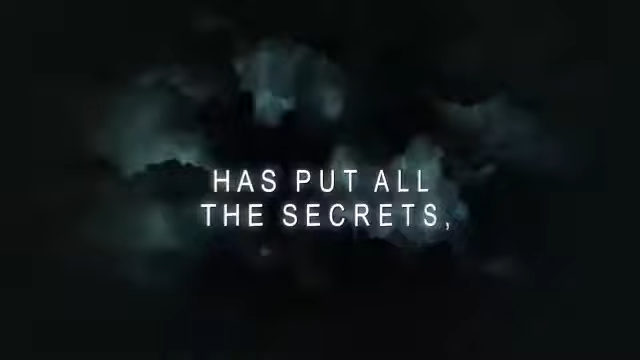 HAS PUT ALL
THE SECRETS,